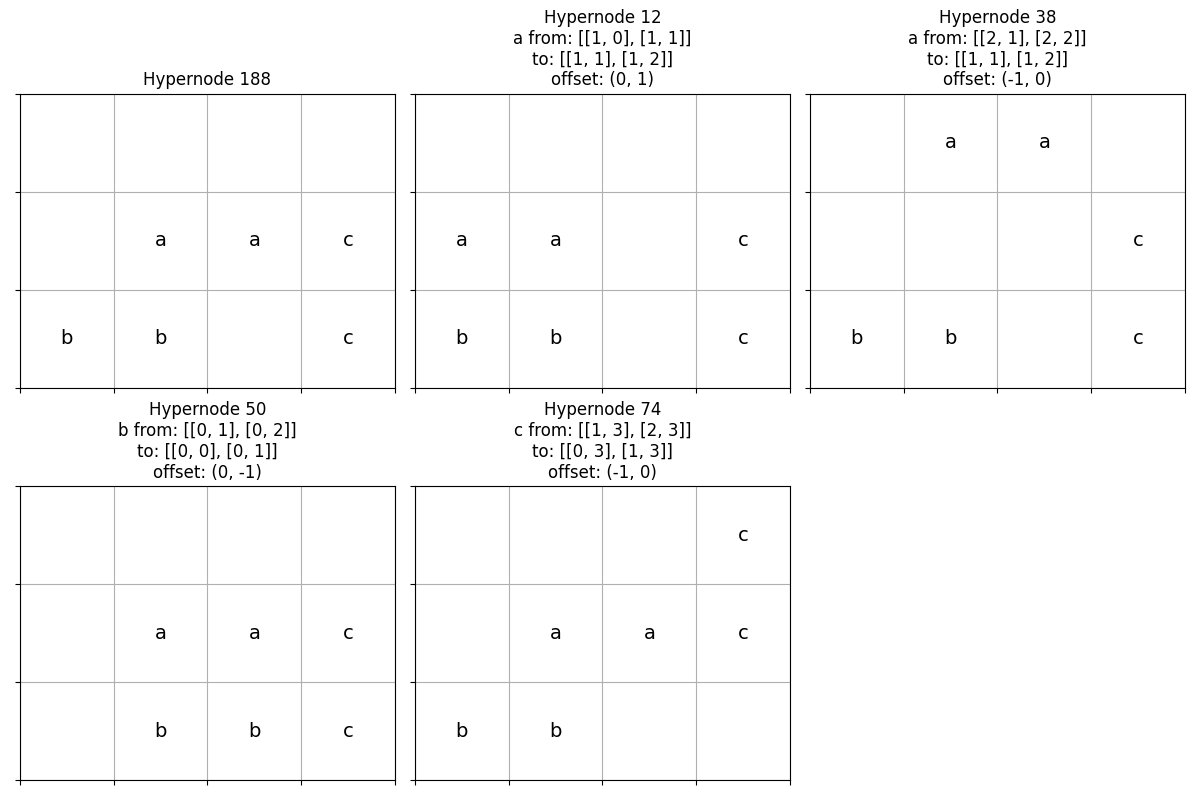 Hypernode 188
a a c
b b c
Hypernode 12
a from: [[1, 0], [1, 1]]
to: [[1, 1], [1, 2]]
offset: (0, 1)
a a c
b b c
Hypernode 38
a from: [[2, 1], [2, 2]]
to: [[1, 1], [1, 2]]
offset: (-1, 0)
a a
c
b b c
Hypernode 50
b from: [[0, 1], [0, 2]]
to: [[0, 0], [0, 1]]
offset: (0, -1)
a a c
b b c
Hypernode 74
c from: [[1, 3], [2, 3]]
to: [[0, 3], [1, 3]]
offset: (-1, 0)
c
a a c
b b